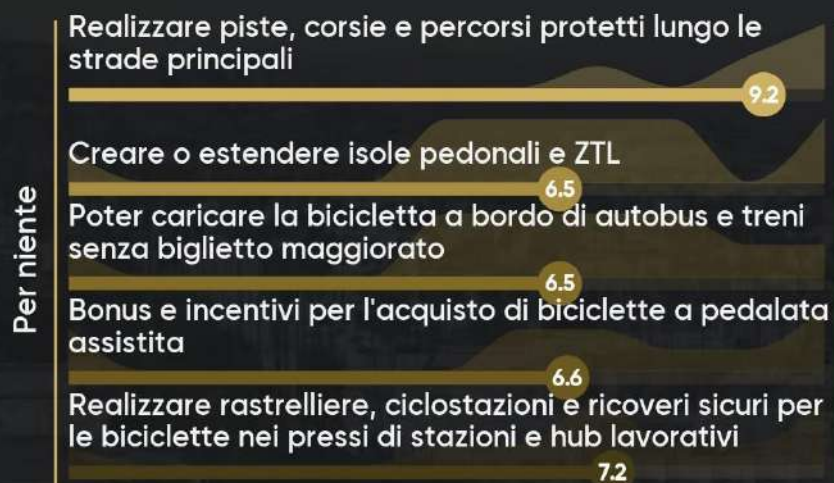 Per niente
Realizzare piste, corsie e percorsi protetti lungo le
strade principali
9.2
Creare o estendere isole pedonali e ZTL
6.5
Poter caricare la bicicletta a bordo di autobus e treni
senza biglietto maggiorato
6.5
Bonus e incentivi per l'acquisto di biciclette a pedalata
assistita
6.6
Realizzare rastrelliere, ciclostazioni e ricoveri sicuri per
le biciclette nei pressi di stazioni e hub lavorativi
7.2